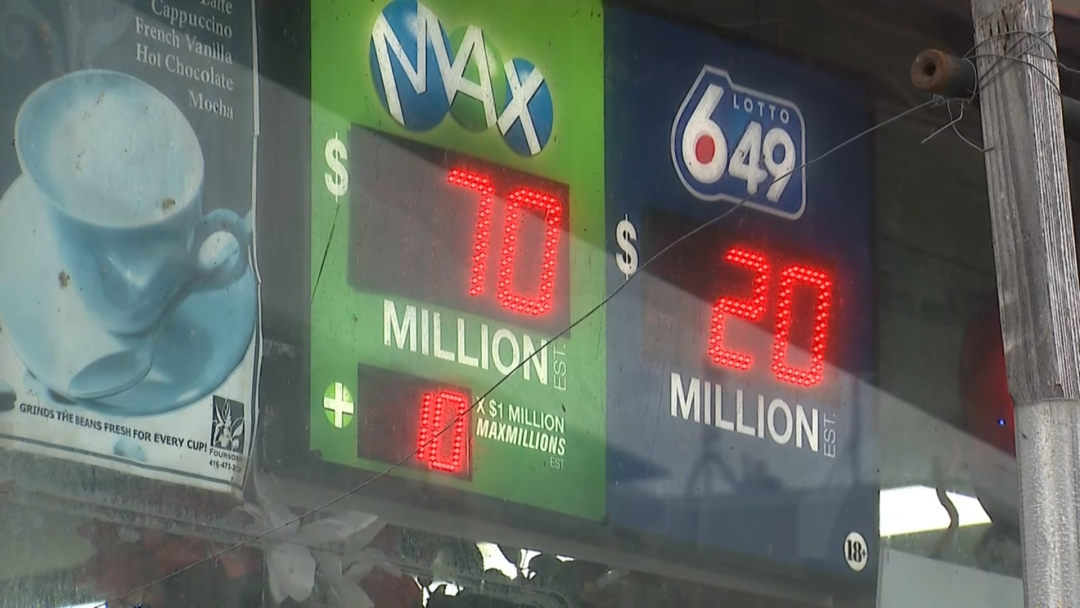 Latte
Cappuccino
French Vanilla
Hot Chocolate
Mocha
GRINDS THE BEANS FRESH FOR EVERY CUP!
MAX
$
70
MILLION
EST.
+
10
X $1 MILLION
MAXMILLIONS
EST.
LOTTO
649
$
20
MILLION
EST.
18+